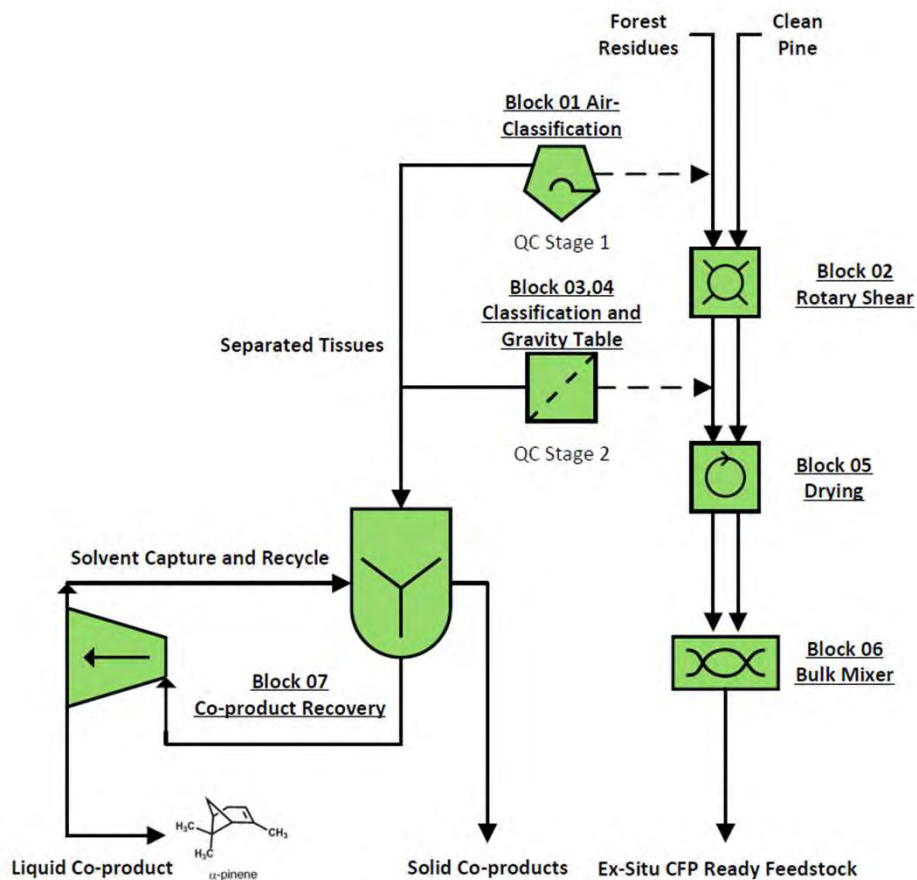 Forest
Residues
Clean
Pine
Block 01 Air-
Classification
QC Stage 1
Block 02
Rotary Shear
Block 03,04
Classification and
Gravity Table
Separated Tissues
QC Stage 2
Block 05
Drying
Solvent Capture and Recycle
Block 06
Bulk Mixer
Block 07
Co-product Recovery
H₃C
H₃C
CH₃
Liquid Co-product
α-pinene
Solid Co-products
Ex-Situ CFP Ready Feedstock